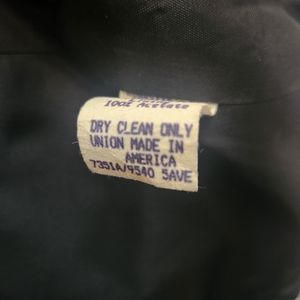 100% Acetate
DRY CLEAN ONLY
UNION MADE IN
AMERICA
7351A/9540 SAVE